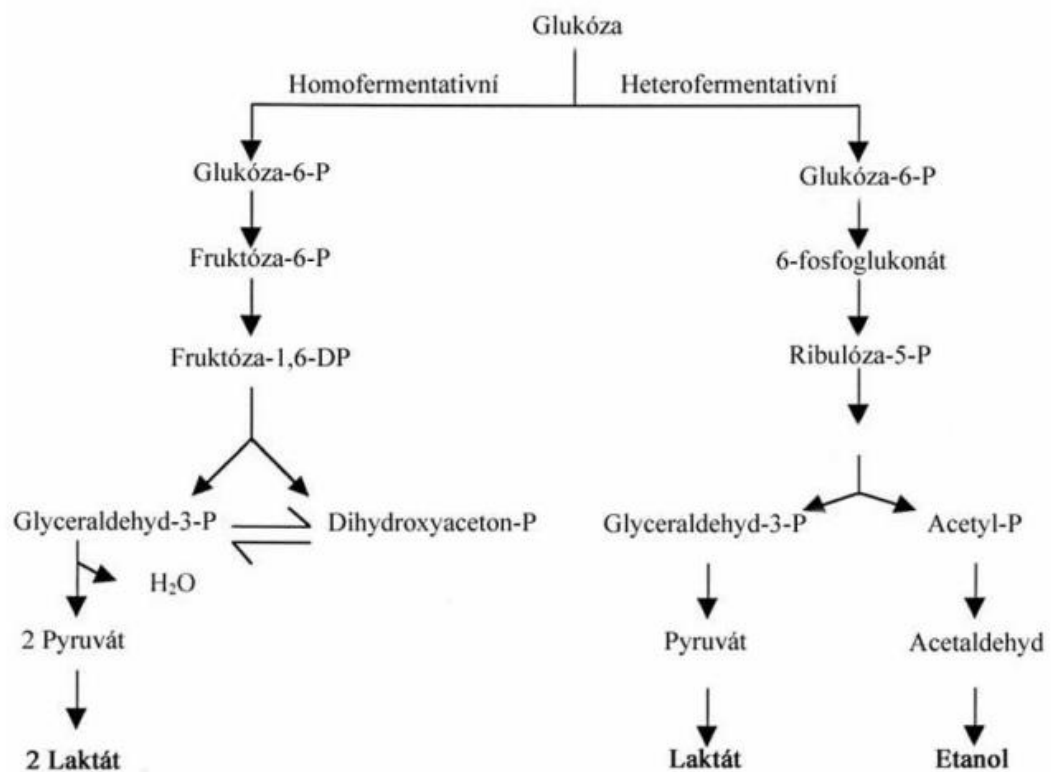 Glukóza
Homofermentativní
Heterofermentativní
Glukóza-6-P
Glukóza-6-P
Fruktóza-6-P
6-fosfoglukonát
Fruktóza-1,6-DP
Ribulóza-5-P
Glyceraldehyd-3-P
Dihydroxyaceton-P
Glyceraldehyd-3-P
Acetyl-P
H₂O
2 Pyruvát
Pyruvát
Acetaldehyd
2 Laktát
Laktát
Etanol